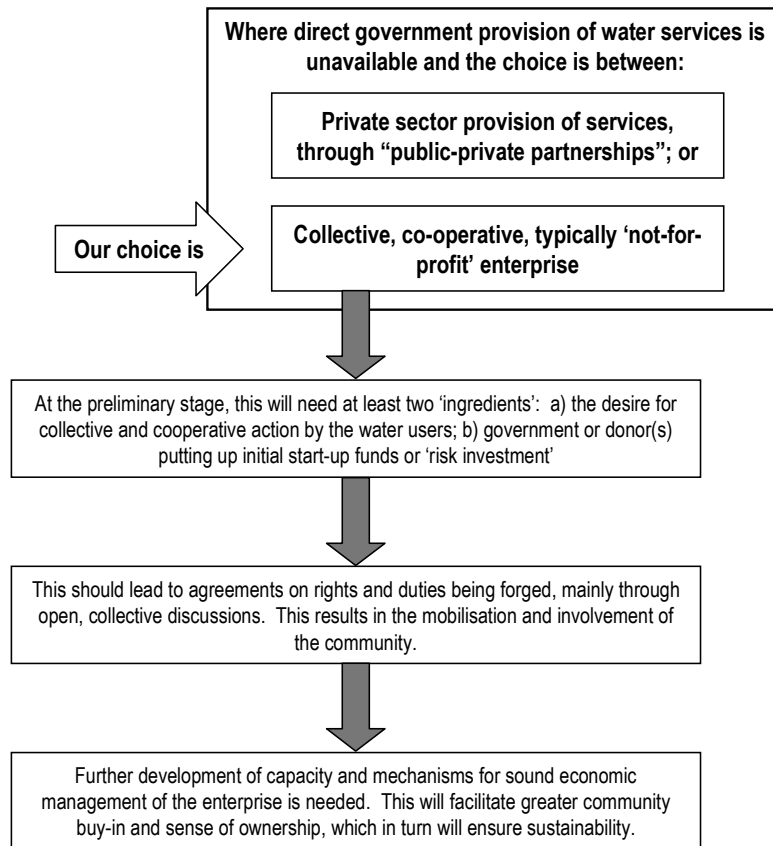 Where direct government provision of water services is
unavailable and the choice is between:
Private sector provision of services,
through “public-private partnerships”; or
Our choice is
Collective, co-operative, typically ‘not-for-
profit’ enterprise
At the preliminary stage, this will need at least two ‘ingredients’:  a) the desire for
collective and cooperative action by the water users; b) government or donor(s)
putting up initial start-up funds or ‘risk investment’
This should lead to agreements on rights and duties being forged, mainly through
open, collective discussions.  This results in the mobilisation and involvement of
the community.
Further development of capacity and mechanisms for sound economic
management of the enterprise is needed.  This will facilitate greater community
buy-in and sense of ownership, which in turn will ensure sustainability.